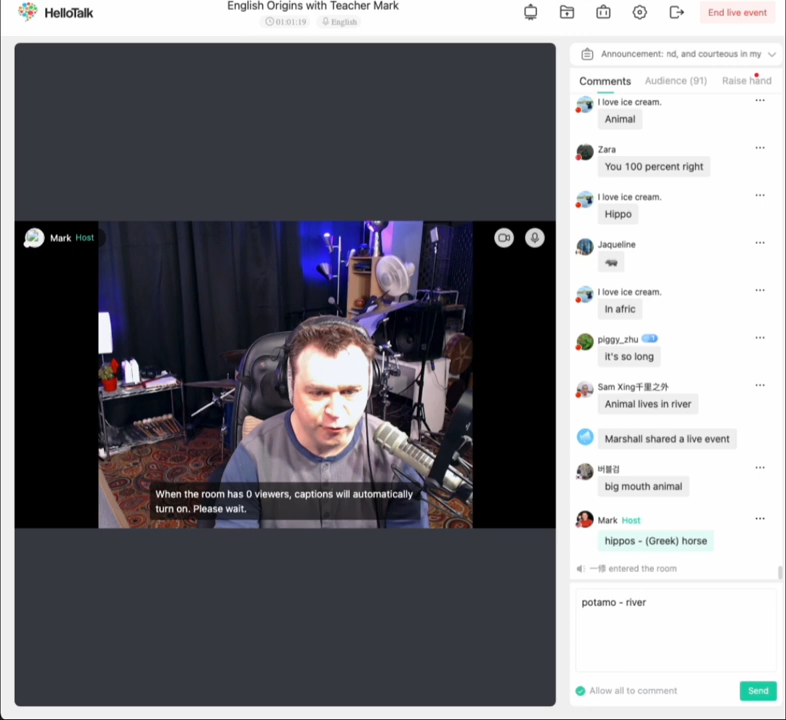 HelloTalk
English Origins with Teacher Mark
01:01:19
English
End live event
Announcement: nd, and courteous in my
Comments
Audience (91)
Raise hand
Mark Host
When the room has 0 viewers, captions will automatically
turn on. Please wait.
I love ice cream.
Animal
Zara
You 100 percent right
I love ice cream.
Hippo
Jaqueline
I love ice cream.
In afric
piggy_zhu
it's so long
Sam Xing千里之外
Animal lives in river
Marshall shared a live event
버블검
big mouth animal
Mark Host
hippos - (Greek) horse
一修 entered the room
potamo - river
Allow all to comment
Send